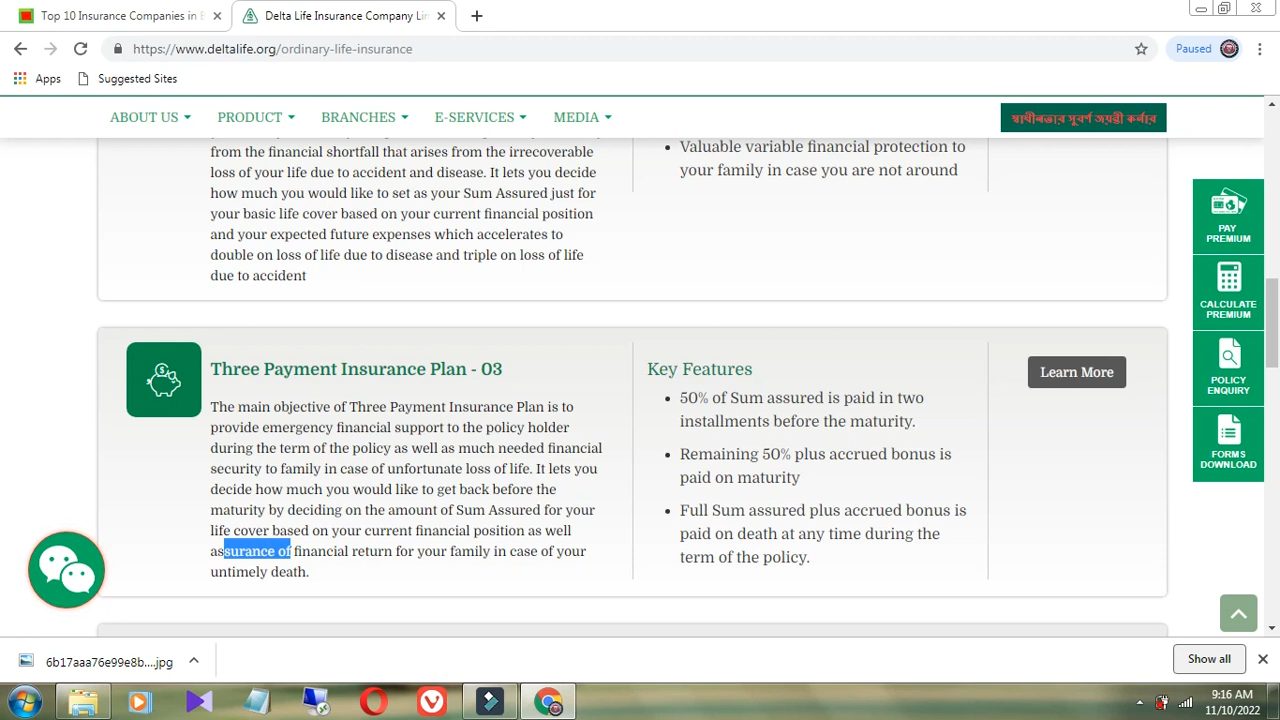 Top 10 Insurance Companies in B
Delta Life Insurance Company Lim
https://www.deltalife.org/ordinary-life-insurance
Paused
Apps
Suggested Sites
ABOUT US
PRODUCT
BRANCHES
E-SERVICES
MEDIA
স্বাধীনতার সুবর্ণ জয়ন্তী কর্নার
from the financial shortfall that arises from the irrecoverable
loss of your life due to accident and disease. It lets you decide
how much you would like to set as your Sum Assured just for
your basic life cover based on your current financial position
and your expected future expenses which accelerates to
double on loss of life due to disease and triple on loss of life
due to accident
Valuable variable financial protection to
your family in case you are not around
PAY
PREMIUM
CALCULATE
PREMIUM
POLICY
ENQUIRY
FORMS
DOWNLOAD
Three Payment Insurance Plan - 03
The main objective of Three Payment Insurance Plan is to
provide emergency financial support to the policy holder
during the term of the policy as well as much needed financial
security to family in case of unfortunate loss of life. It lets you
decide how much you would like to get back before the
maturity by deciding on the amount of Sum Assured for your
life cover based on your current financial position as well
assurance of financial return for your family in case of your
untimely death.
Key Features
50% of Sum assured is paid in two
installments before the maturity.
Remaining 50% plus accrued bonus is
paid on maturity
Full Sum assured plus accrued bonus is
paid on death at any time during the
term of the policy.
Learn More
6b17aaa76e99e8b....jpg
Show all
9:16 AM
11/10/2022